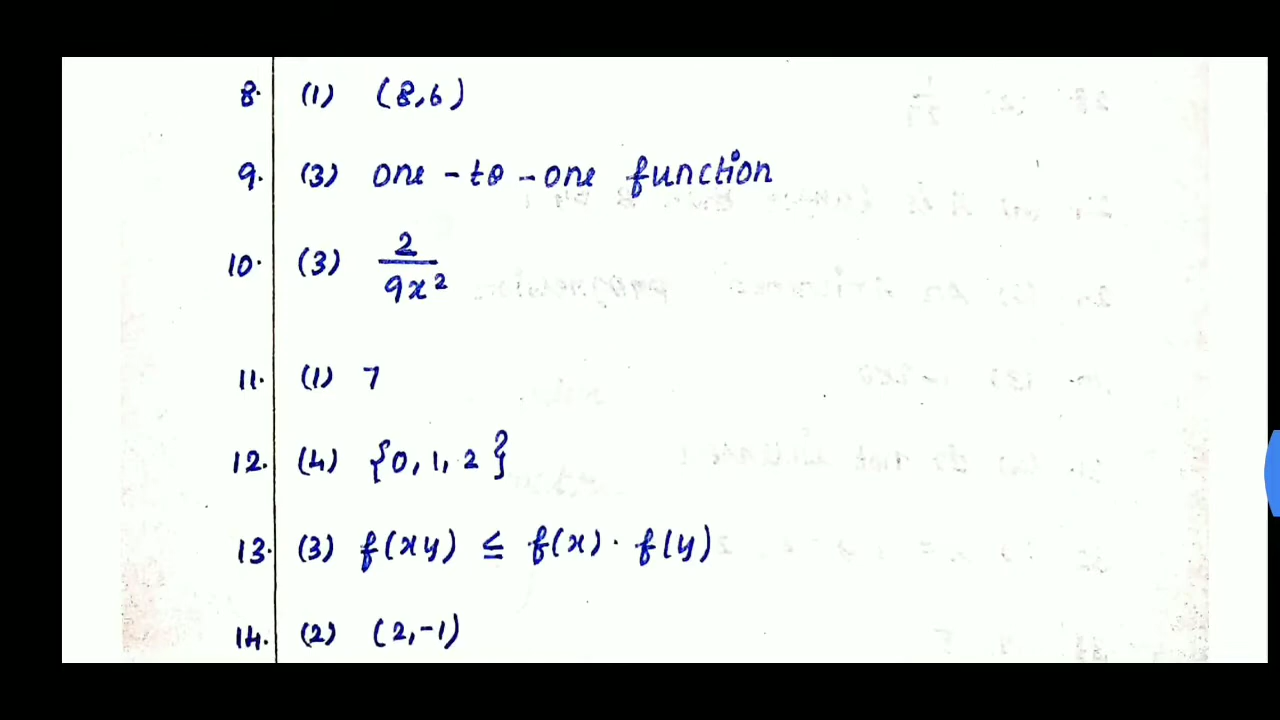 8. (1) (8,6)
9. (3) one-to-one function
10. (3) 2/9x²
11. (1) 7
12. (4) {0,1,2}
13. (3) f(xy) ≤ f(x)·f(y)
14. (2) (2,-1)